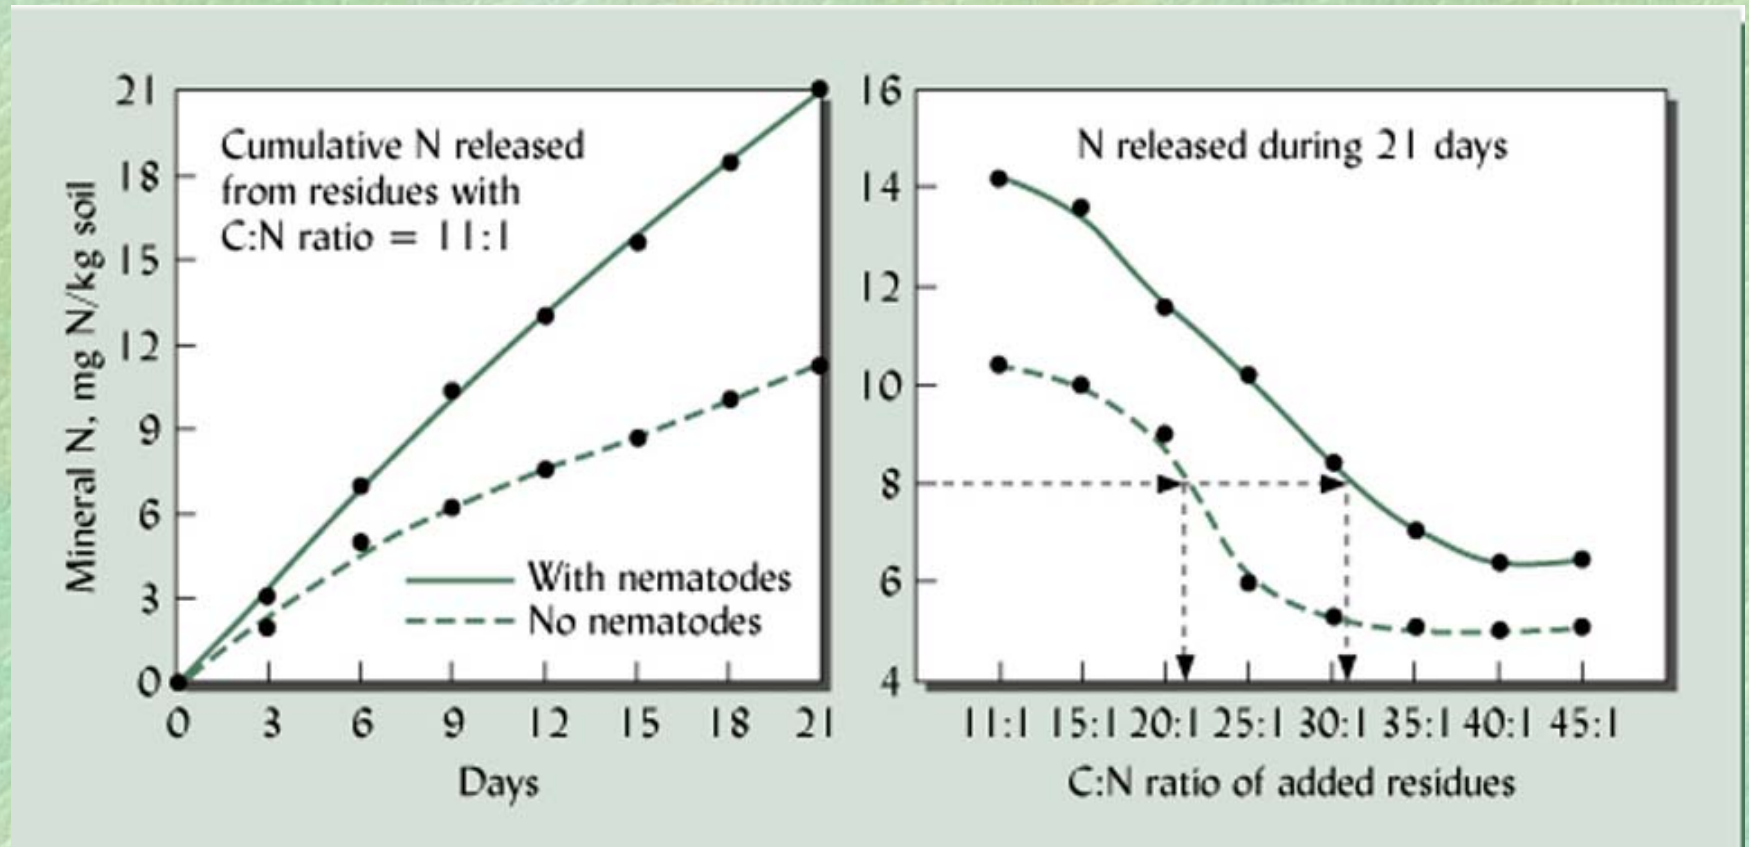 Mineral N, mg N/kg soil
21
18
15
12
9
6
3
0
Cumulative N released
from residues with
C:N ratio = 11:1
With nematodes
No nematodes
0 3 6 9 12 15 18 21
Days
16
14
12
10
8
6
4
N released during 21 days
11:1 15:1 20:1 25:1 30:1 35:1 40:1 45:1
C:N ratio of added residues